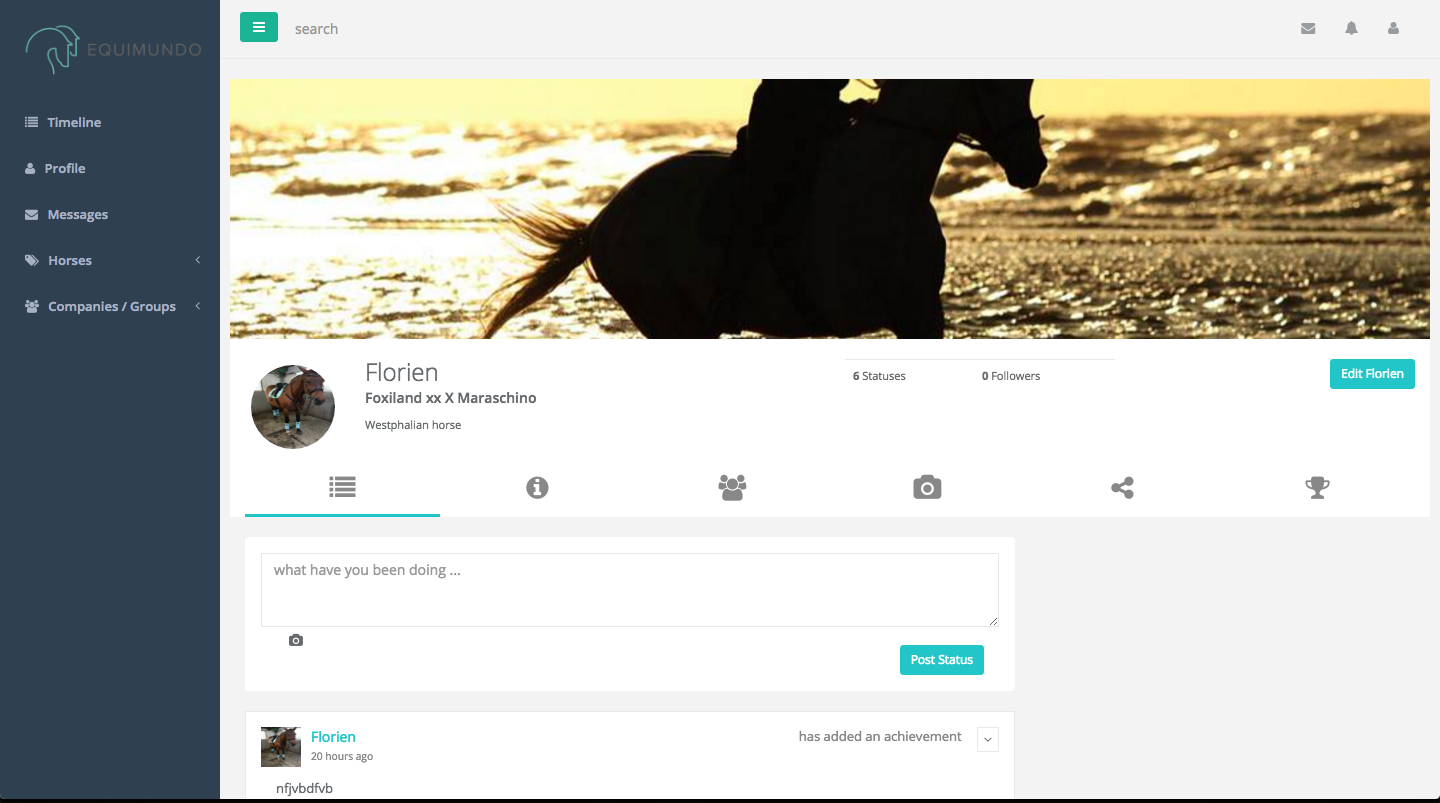 EQUIMUNDO
search
Timeline
Profile
Messages
Horses
Companies / Groups
Florien
Foxiland xx X Maraschino
Westphalian horse
6 Statuses
0 Followers
Edit Florien
what have you been doing ...
Post Status
Florien
has added an achievement
20 hours ago
nfjvbdfvb